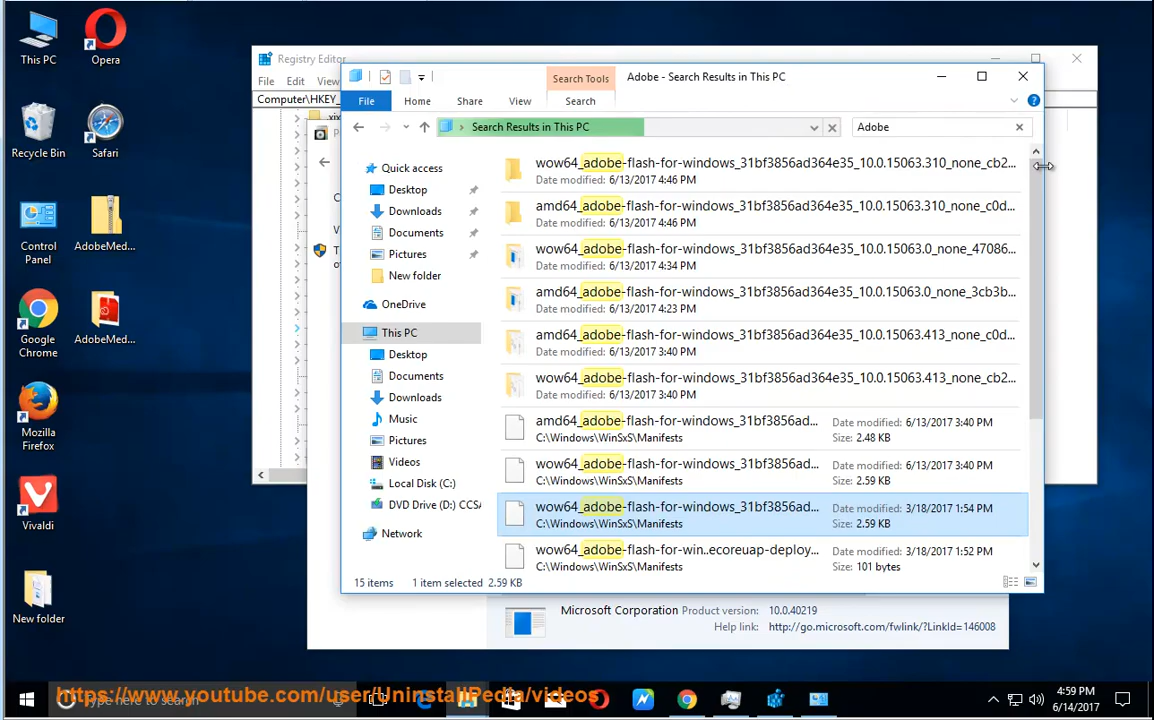 This PC
Opera
Recycle Bin
Safari
Control Panel
AdobeMed...
Google Chrome
AdobeMed...
Mozilla Firefox
Vivaldi
New folder
Registry Editor
File Edit View
Computer\HKEY_
Search Tools
Adobe - Search Results in This PC
File Home Share View Search
Search Results in This PC
Adobe
Quick access
Desktop
Downloads
Documents
Pictures
New folder
OneDrive
This PC
Desktop
Documents
Downloads
Music
Pictures
Videos
Local Disk (C:)
DVD Drive (D:) CCSA
Network
wow64_adobe-flash-for-windows_31bf3856ad364e35_10.0.15063.310_none_cb2...
Date modified: 6/13/2017 4:46 PM
amd64_adobe-flash-for-windows_31bf3856ad364e35_10.0.15063.310_none_c0d...
Date modified: 6/13/2017 4:46 PM
wow64_adobe-flash-for-windows_31bf3856ad364e35_10.0.15063.0_none_47086...
Date modified: 6/13/2017 4:34 PM
amd64_adobe-flash-for-windows_31bf3856ad364e35_10.0.15063.0_none_3cb3b...
Date modified: 6/13/2017 4:23 PM
amd64_adobe-flash-for-windows_31bf3856ad364e35_10.0.15063.413_none_c0d...
Date modified: 6/13/2017 3:40 PM
wow64_adobe-flash-for-windows_31bf3856ad364e35_10.0.15063.413_none_cb2...
Date modified: 6/13/2017 3:40 PM
amd64_adobe-flash-for-windows_31bf3856ad... Date modified: 6/13/2017 3:40 PM
C:\Windows\WinSxS\Manifests Size: 2.48 KB
wow64_adobe-flash-for-windows_31bf3856ad... Date modified: 6/13/2017 3:40 PM
C:\Windows\WinSxS\Manifests Size: 2.59 KB
wow64_adobe-flash-for-windows_31bf3856ad... Date modified: 3/18/2017 1:54 PM
C:\Windows\WinSxS\Manifests Size: 2.59 KB
wow64_adobe-flash-for-win..ecoreuap-deploy... Date modified: 3/18/2017 1:52 PM
C:\Windows\WinSxS\Manifests Size: 101 bytes
15 items 1 item selected 2.59 KB
Microsoft Corporation Product version: 10.0.40219
Help link: http://go.microsoft.com/fwlink/?LinkId=146008
https://www.youtube.com/user/UninstallPedia/videos
Type here to search
4:59 PM
6/14/2017